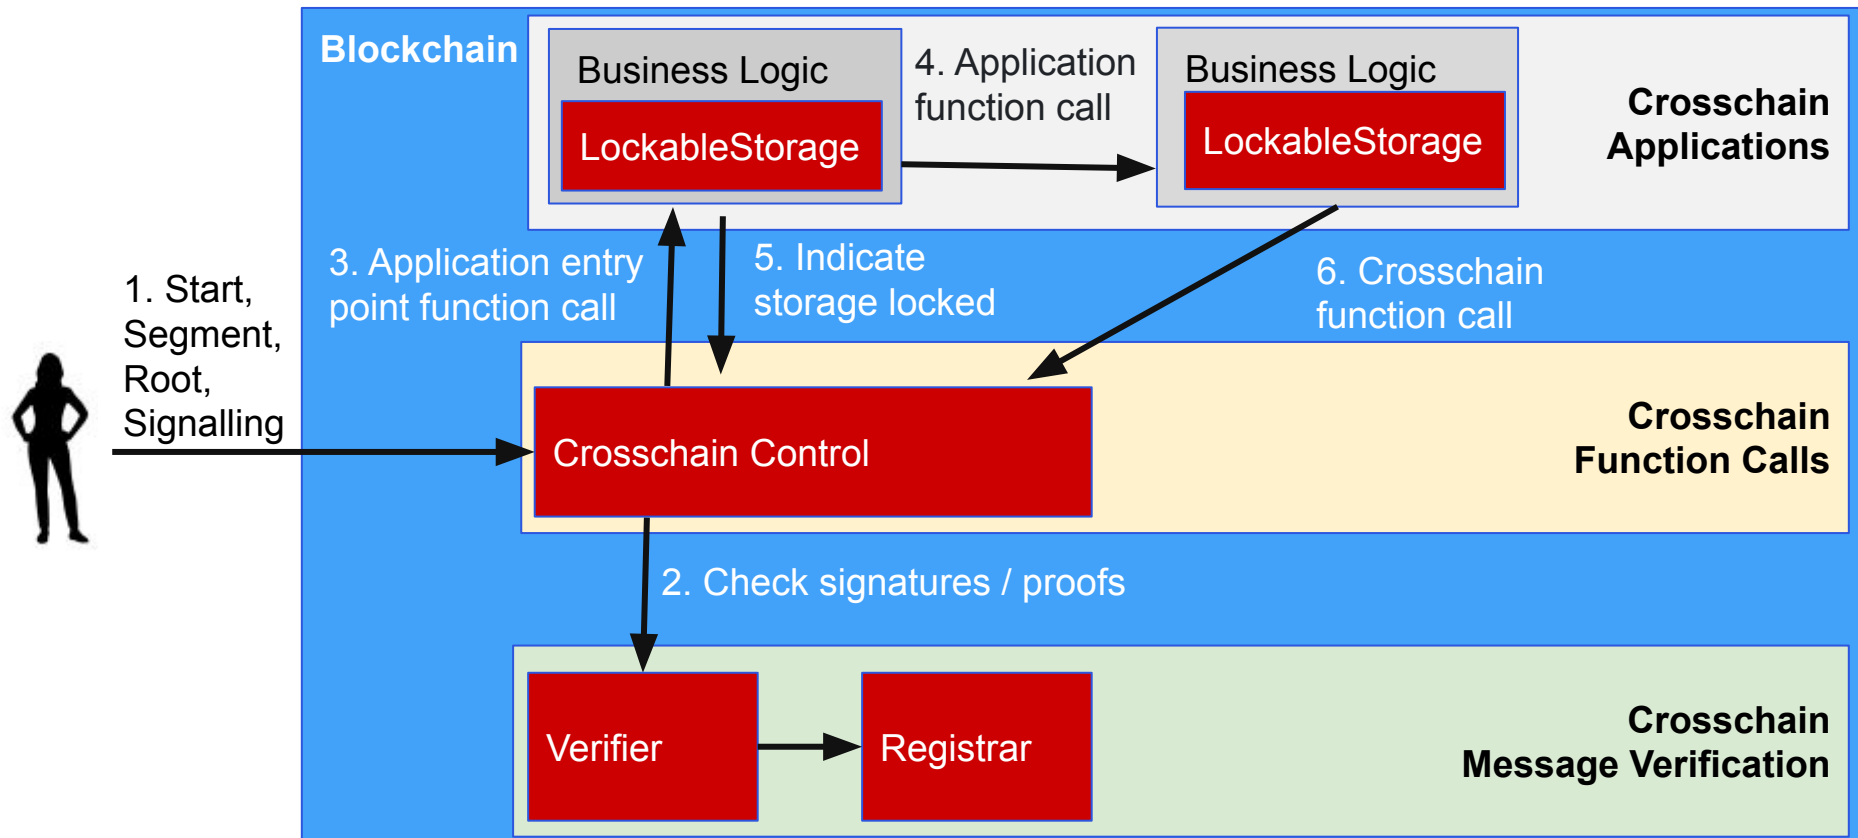 Blockchain
Business Logic
LockableStorage
4. Application
function call
Business Logic
LockableStorage
Crosschain
Applications
1. Start,
Segment,
Root,
Signalling
3. Application entry
point function call
5. Indicate
storage locked
6. Crosschain
function call
Crosschain Control
Crosschain
Function Calls
2. Check signatures / proofs
Verifier
Registrar
Crosschain
Message Verification